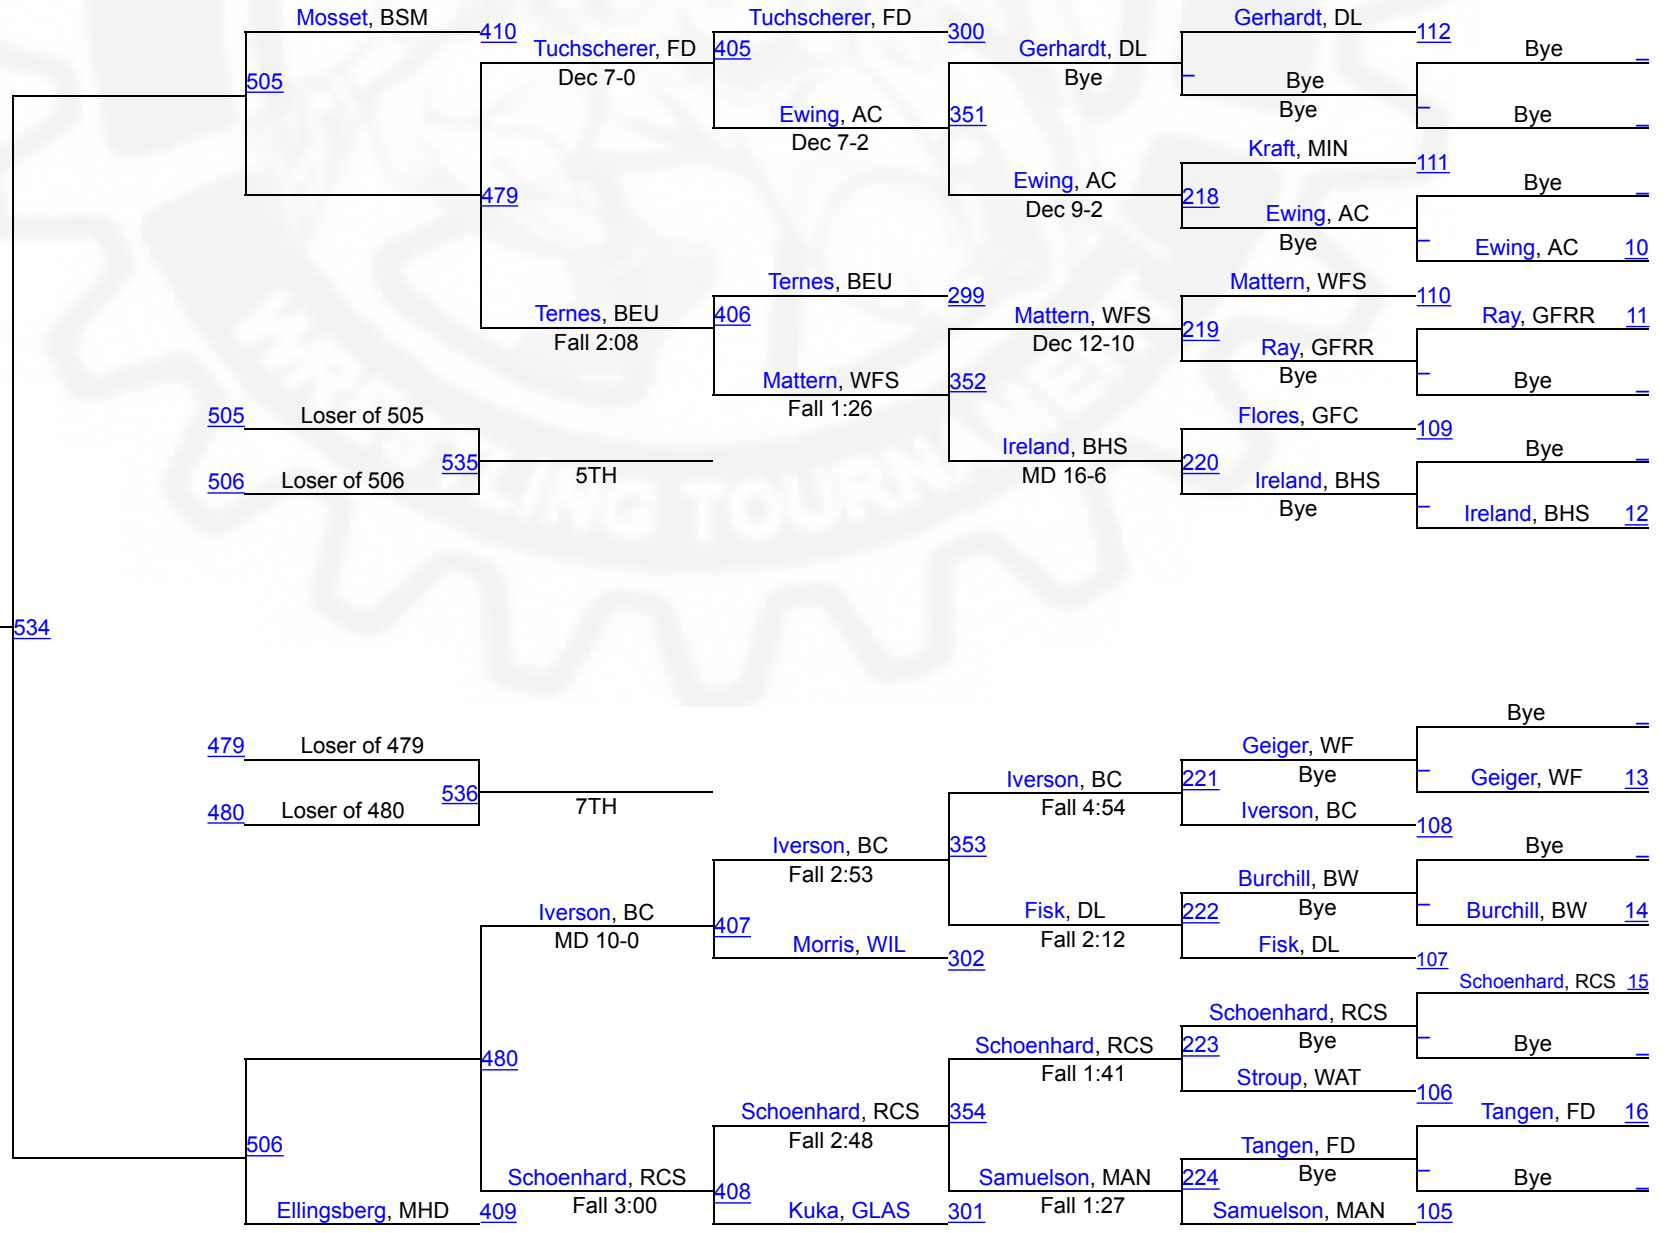 Mosset, BSM
410
505
Tuchscherer, FD
Dec 7-0
479
Tuchscherer, FD
300
405
Ewing, AC
Dec 7-2
Gerhardt, DL
Bye
351
Ewing, AC
Dec 9-2
Gerhardt, DL
112
Bye
Bye
Kraft, MIN
111
218
Ewing, AC
Bye
Bye
Bye
Bye
Ewing, AC 10
Ternes, BEU
Fall 2:08
Ternes, BEU
299
406
Mattern, WFS
Fall 1:26
Mattern, WFS
Dec 12-10
352
Ireland, BHS
MD 16-6
Mattern, WFS
110
219
Ray, GFRR
Bye
Flores, GFC
109
220
Ireland, BHS
Bye
Ray, GFRR 11
Bye
Bye
Ireland, BHS 12
505 Loser of 505
535
506 Loser of 506
5TH
WRESTLING TOURNAMENT
534
479 Loser of 479
536
480 Loser of 480
7TH
Iverson, BC
MD 10-0
480
Iverson, BC
Fall 2:53
407
Morris, WIL
302
Iverson, BC
Fall 4:54
353
Fisk, DL
Fall 2:12
Geiger, WF
Bye
221
Iverson, BC
108
Burchill, BW
Bye
222
Fisk, DL
107
Bye
Geiger, WF 13
Bye
Burchill, BW 14
506
Ellingsberg, MHD
409
Schoenhard, RCS
Fall 3:00
Schoenhard, RCS
Fall 2:48
408
Kuka, GLAS
301
Schoenhard, RCS
Fall 1:41
354
Samuelson, MAN
Fall 1:27
Schoenhard, RCS
Bye
223
Stroup, WAT
106
Tangen, FD
Bye
224
Samuelson, MAN
105
Schoenhard, RCS 15
Bye
Tangen, FD 16
Bye